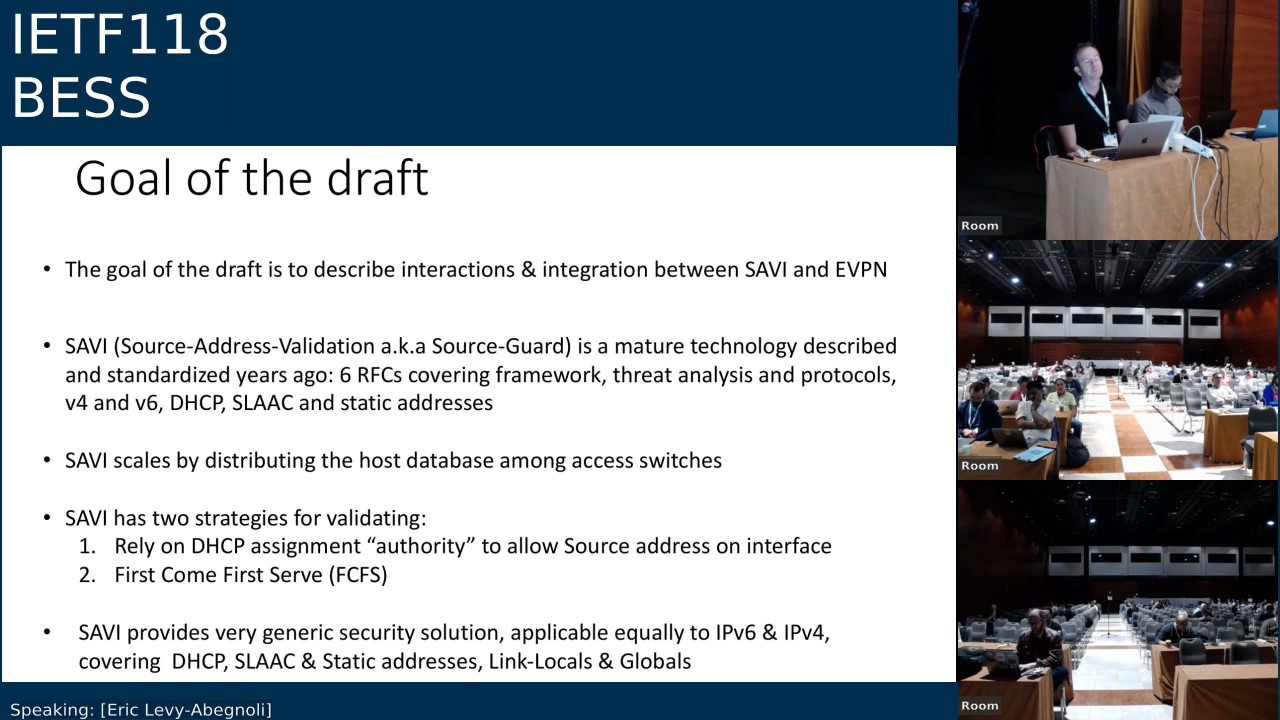 IETF118
BESS
Goal of the draft
• The goal of the draft is to describe interactions & integration between SAVI and EVPN
• SAVI (Source-Address-Validation a.k.a Source-Guard) is a mature technology described
and standardized years ago: 6 RFCs covering framework, threat analysis and protocols,
v4 and v6, DHCP, SLAAC and static addresses
• SAVI scales by distributing the host database among access switches
• SAVI has two strategies for validating:
1. Rely on DHCP assignment “authority” to allow Source address on interface
2. First Come First Serve (FCFS)
• SAVI provides very generic security solution, applicable equally to IPv6 & IPv4,
covering DHCP, SLAAC & Static addresses, Link-Locals & Globals
Speaking: [Eric Levy-Abegnoli]
Room
Room
Room